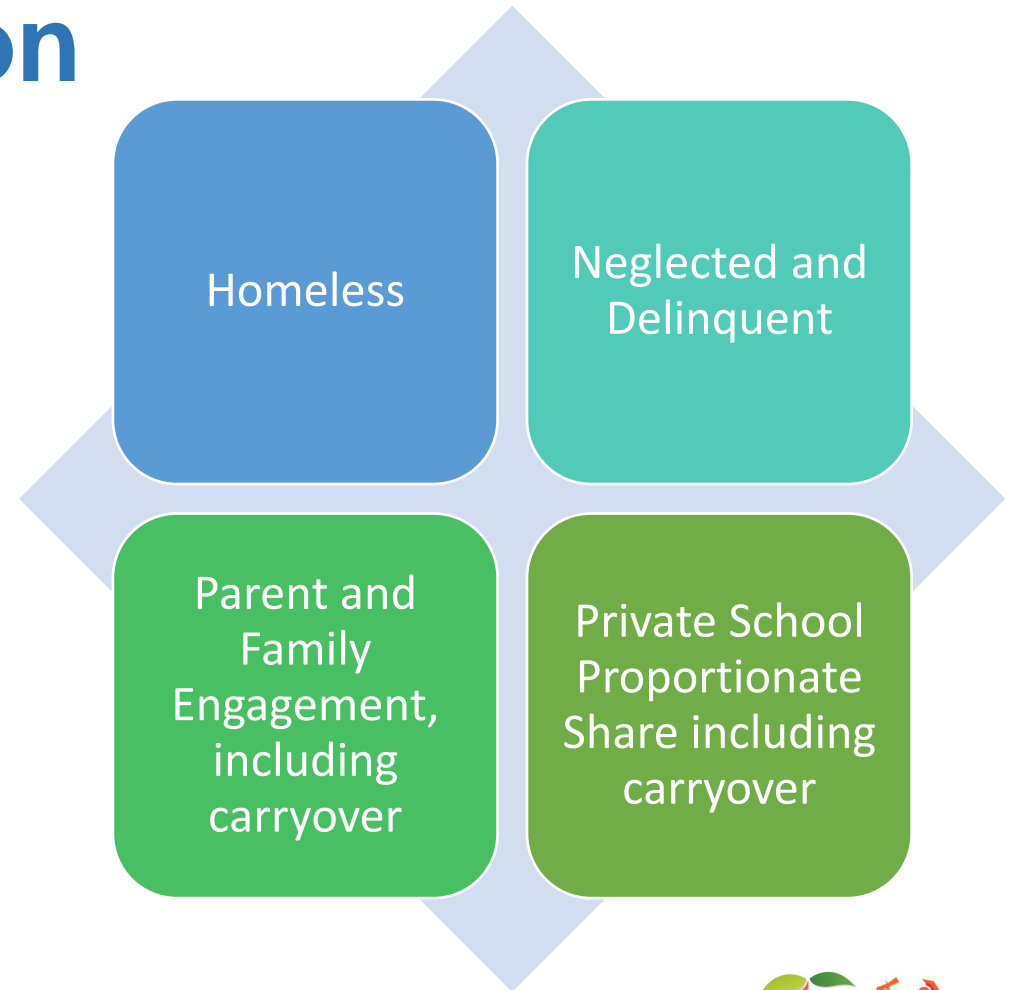 on
Homeless
Neglected and
Delinquent
Parent and
Family
Engagement,
including
carryover
Private School
Proportionate
Share including
carryover